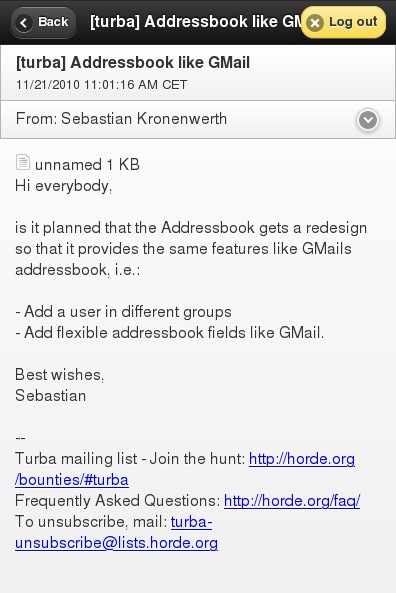 Back
[turba] Addressbook like GM
Log out
[turba] Addressbook like GMail
11/21/2010 11:01:16 AM CET
From: Sebastian Kronenwerth
unnamed 1 KB
Hi everybody,
is it planned that the Addressbook gets a redesign
so that it provides the same features like GMails
addressbook, i.e.:
- Add a user in different groups
- Add flexible addressbook fields like GMail.
Best wishes,
Sebastian
--
Turba mailing list - Join the hunt: http://horde.org
/bounties/#turba
Frequently Asked Questions: http://horde.org/faq/
To unsubscribe, mail: turba-
unsubscribe@lists.horde.org